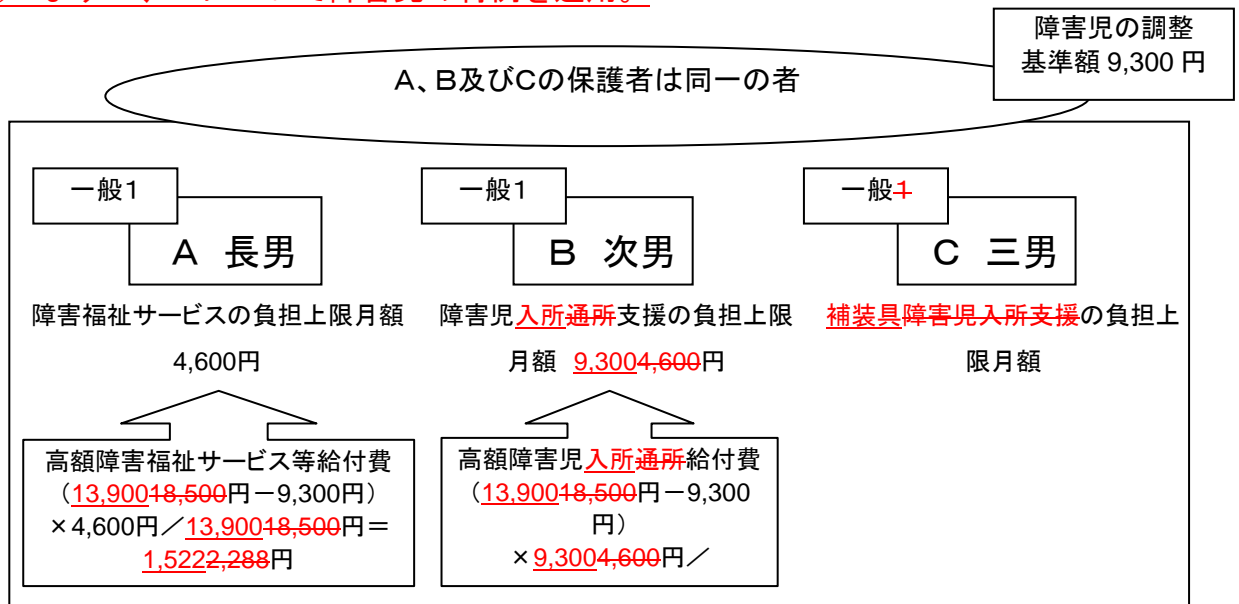 障害児の調整
基準額 9,300 円
A、B及びCの保護者は同一の者
一般1
一般1
一般1
A 長男
B 次男
C 三男
障害福祉サービスの負担上限月額
4,600円
障害児入所通所支援の負担上限
月額 9,3004,600円
補装具障害児入所支援の負担上
限月額
高額障害福祉サービス等給付費
（13,90018,500円－9,300円）
×4,600円／13,90018,500円＝
1,5222,288円
高額障害児入所通所給付費
（13,90018,500円－9,300
円）
×9,3004,600円／